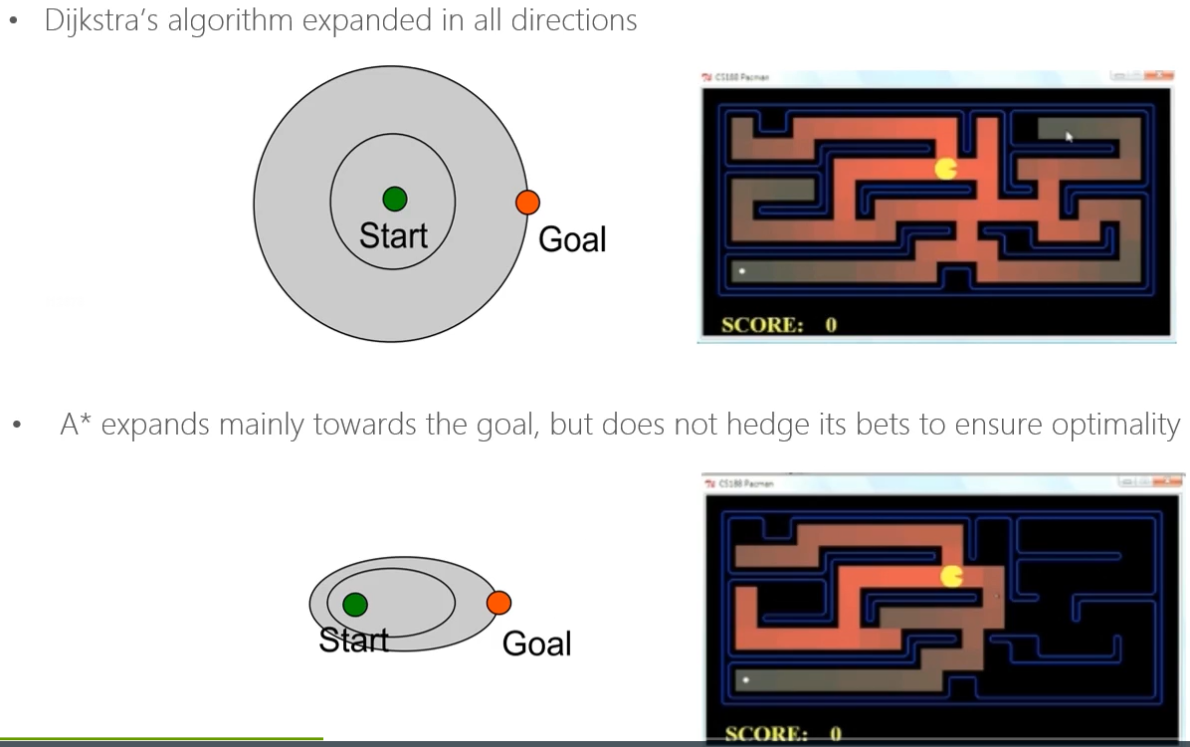 • Dijkstra's algorithm expanded in all directions
CS188 Pacman
Start
Goal
SCORE: 0
• A* expands mainly towards the goal, but does not hedge its bets to ensure optimality
CS188 Pacman
Start
Goal
SCORE: 0